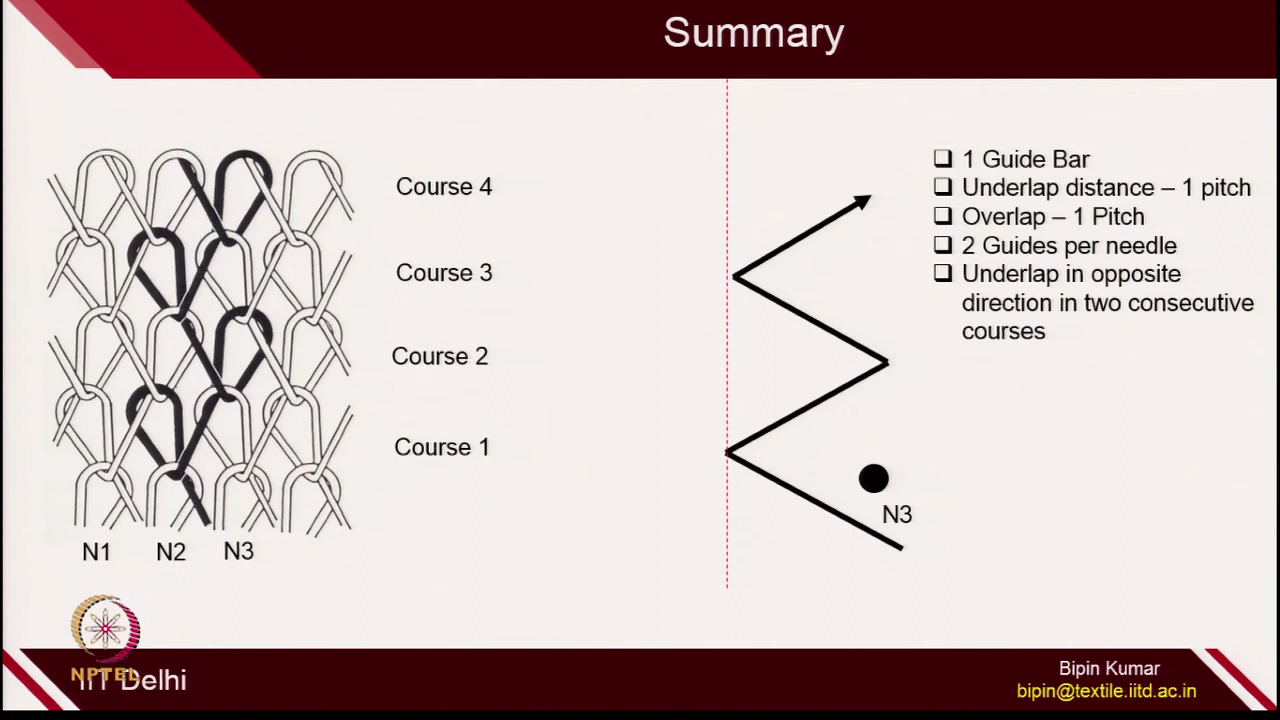 Summary
Course 4
Course 3
Course 2
Course 1
N1 N2 N3
N3
❑ 1 Guide Bar
❑ Underlap distance – 1 pitch
❑ Overlap – 1 Pitch
❑ 2 Guides per needle
❑ Underlap in opposite
direction in two consecutive
courses
NPTEL
IIT Delhi
Bipin Kumar
bipin@textile.iitd.ac.in